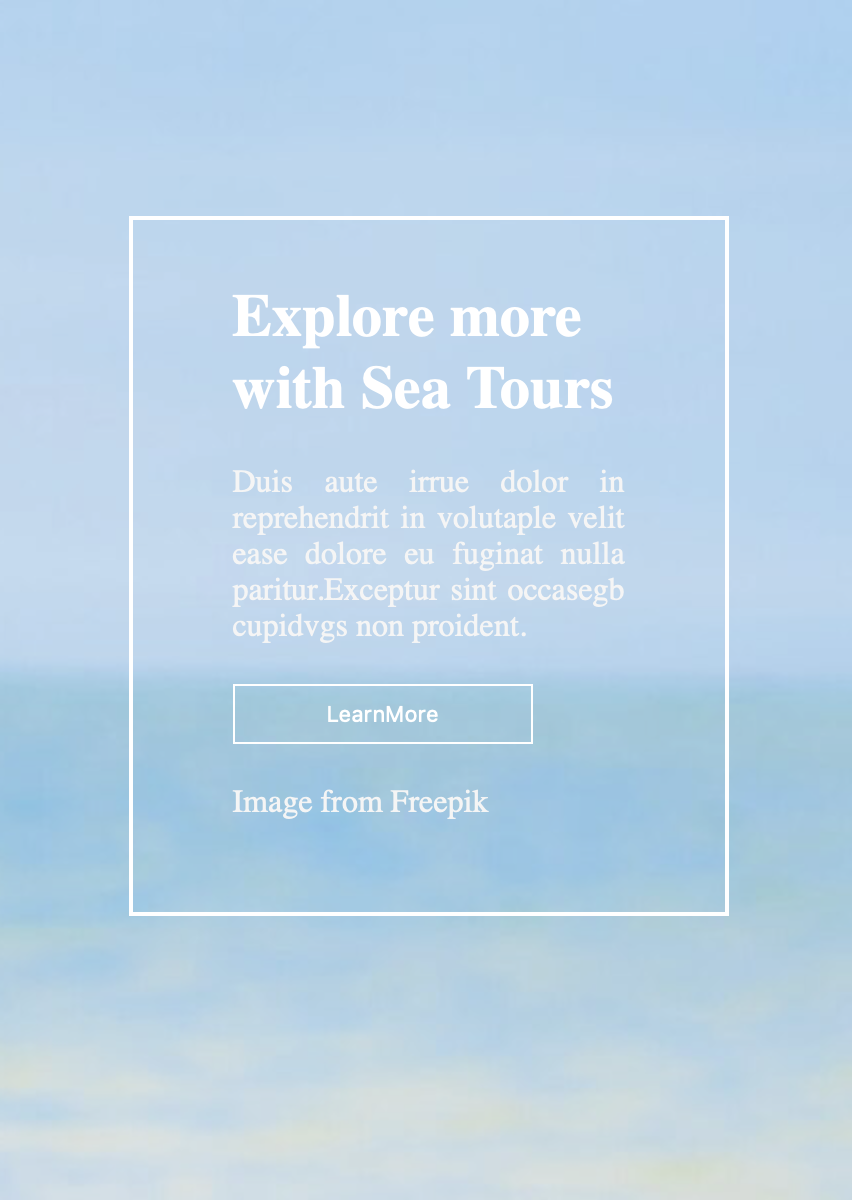 Explore more
with Sea Tours
Duis aute irrue dolor in
reprehendrit in volutaple velit
ease dolore eu fuginat nulla
paritur.Exceptur sint occasegb
cupidvgs non proident.
LearnMore
Image from Freepik